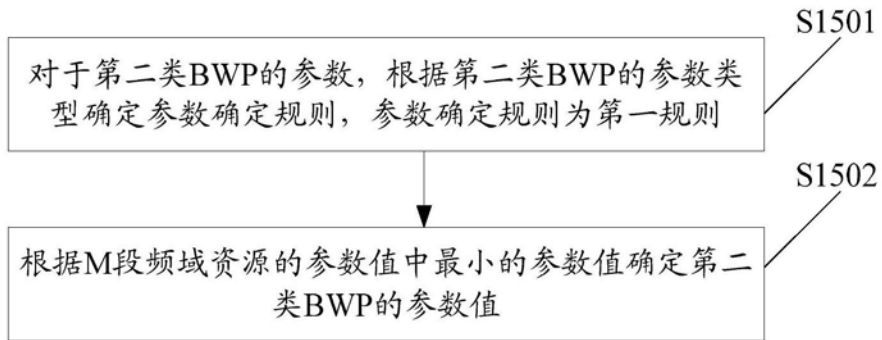 S1501
对于第二类BWP的参数，根据第二类BWP的参数类
型确定参数确定规则，参数确定规则为第一规则
S1502
根据M段频域资源的参数值中最小的参数值确定第二
类BWP的参数值